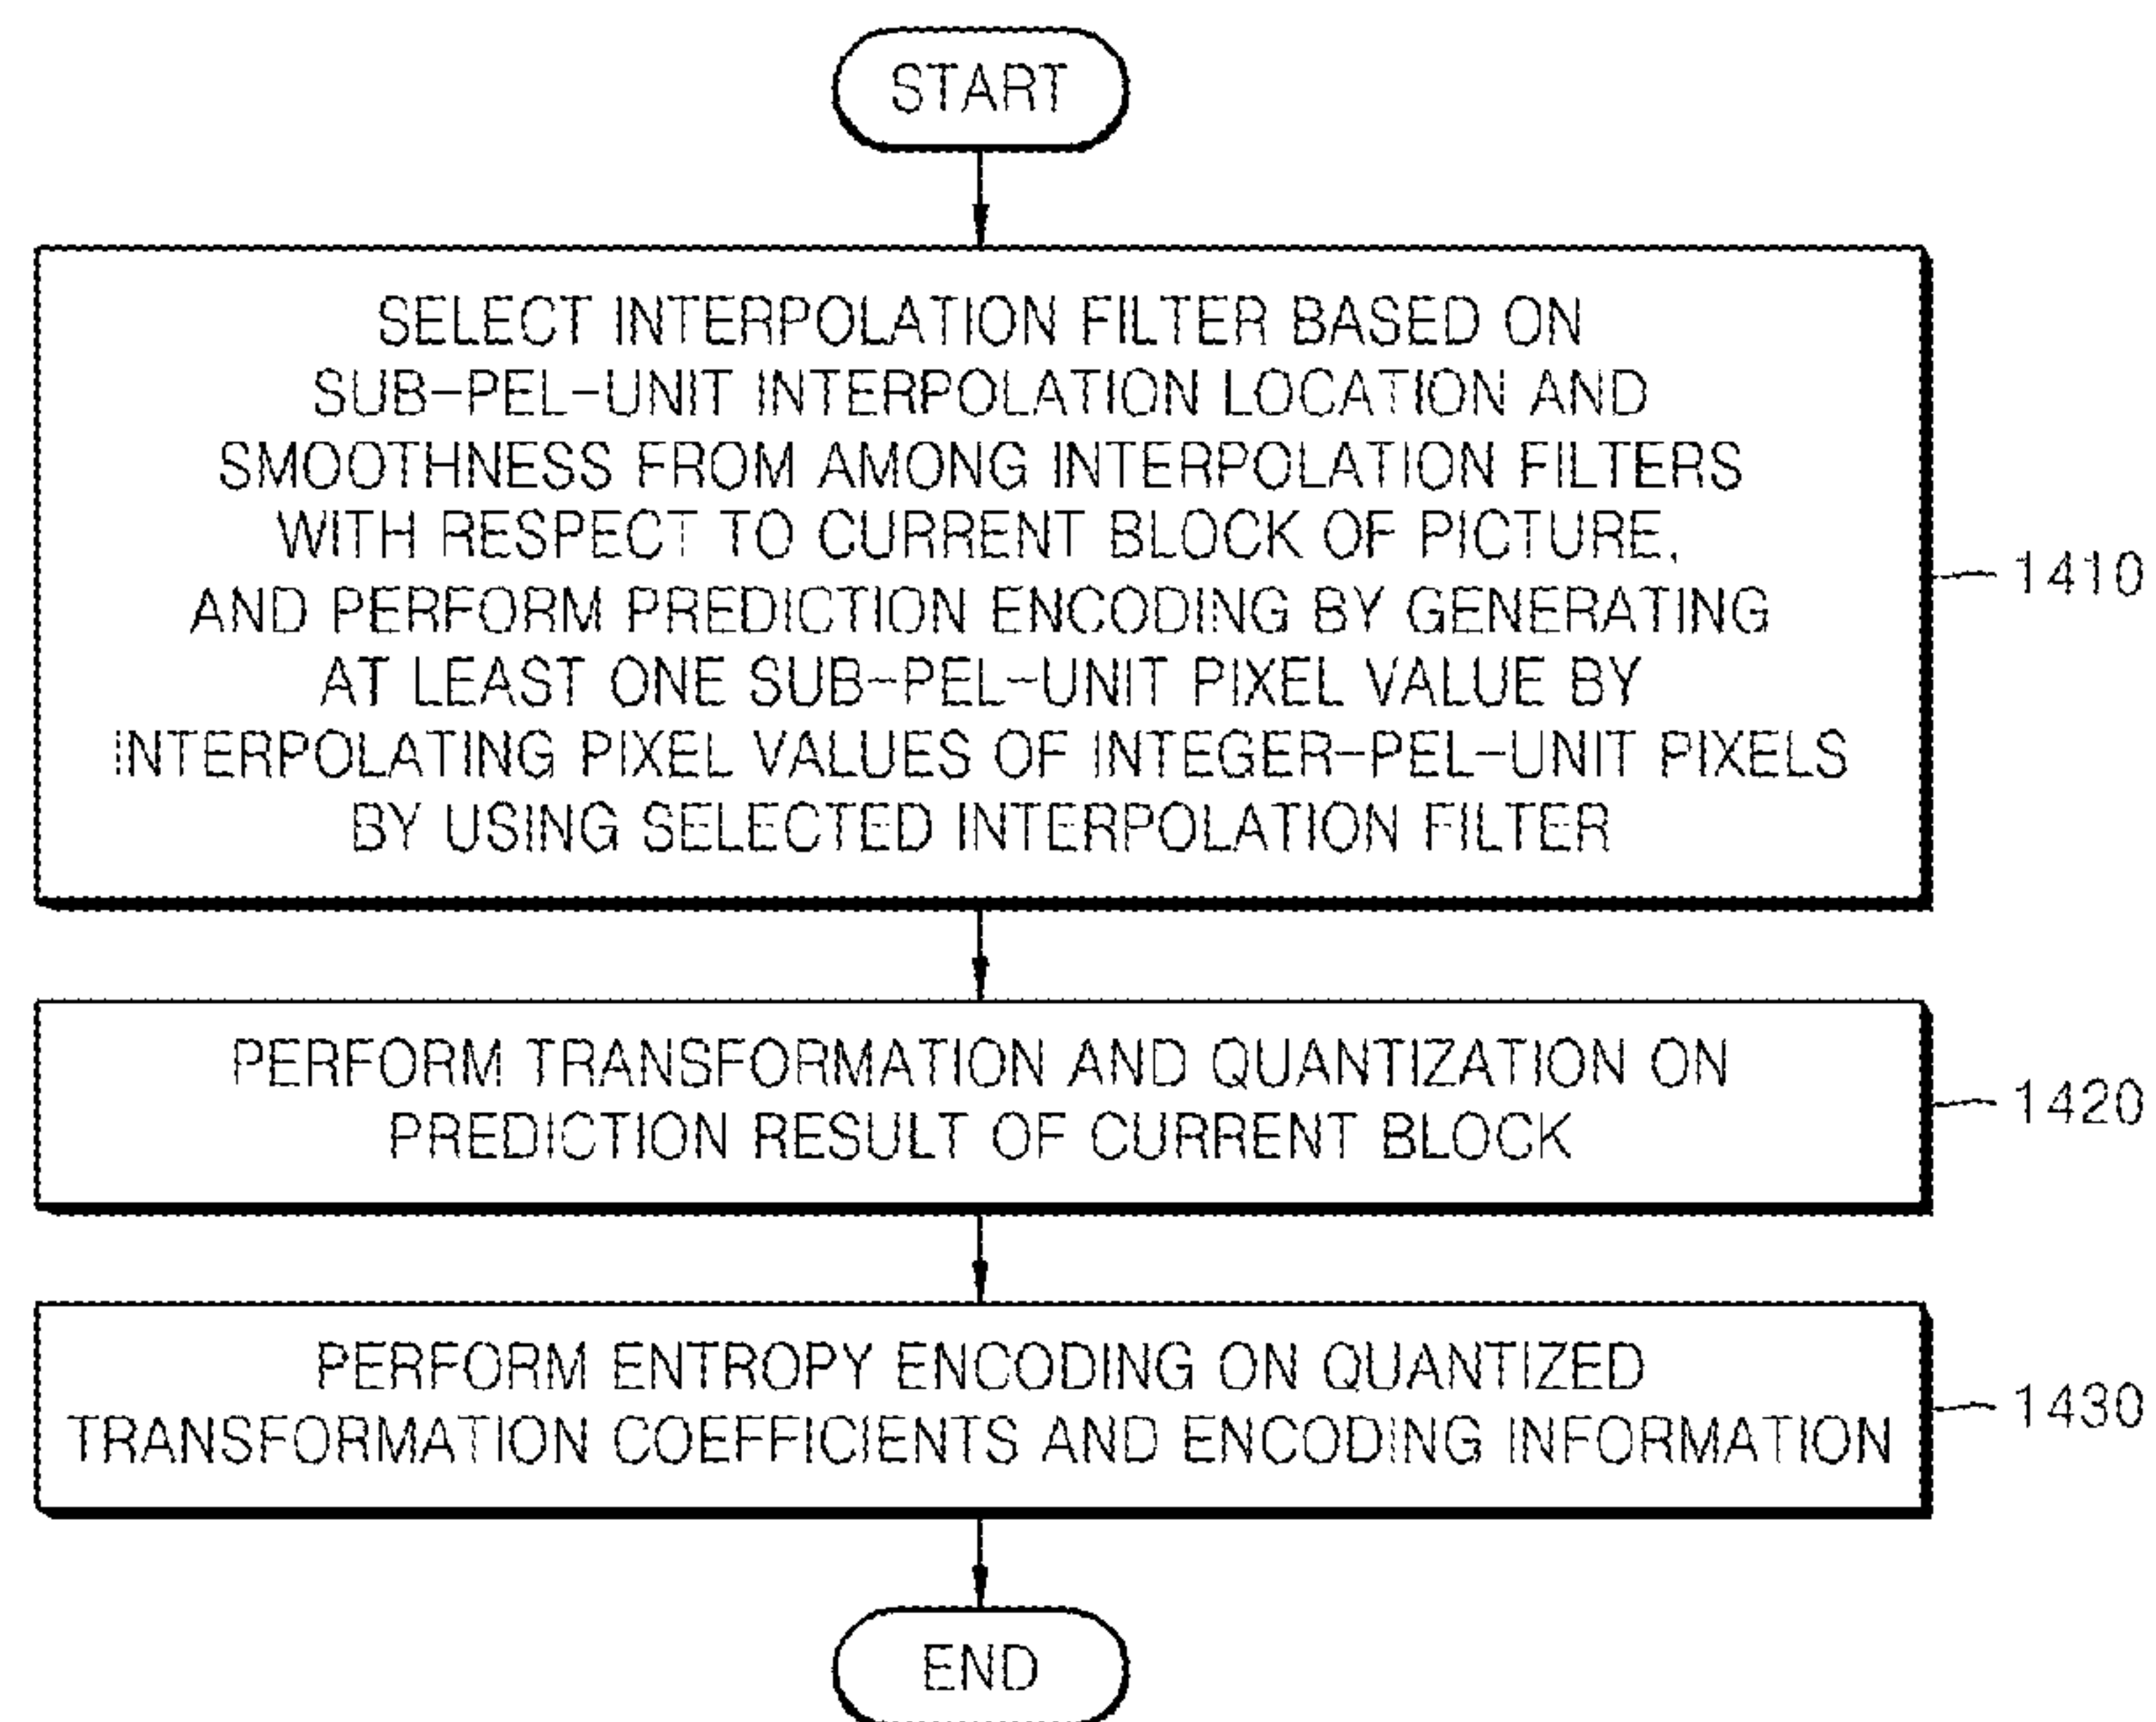 START
SELECT INTERPOLATION FILTER BASED ON
SUB-PEL-UNIT INTERPOLATION LOCATION AND
SMOOTHNESS FROM AMONG INTERPOLATION FILTERS
WITH RESPECT TO CURRENT BLOCK OF PICTURE,
AND PERFORM PREDICTION ENCODING BY GENERATING
AT LEAST ONE SUB-PEL-UNIT PIXEL VALUE BY
INTERPOLATING PIXEL VALUES OF INTEGER-PEL-UNIT PIXELS
BY USING SELECTED INTERPOLATION FILTER
1410
PERFORM TRANSFORMATION AND QUANTIZATION ON
PREDICTION RESULT OF CURRENT BLOCK
1420
PERFORM ENTROPY ENCODING ON QUANTIZED
TRANSFORMATION COEFFICIENTS AND ENCODING INFORMATION
1430
END